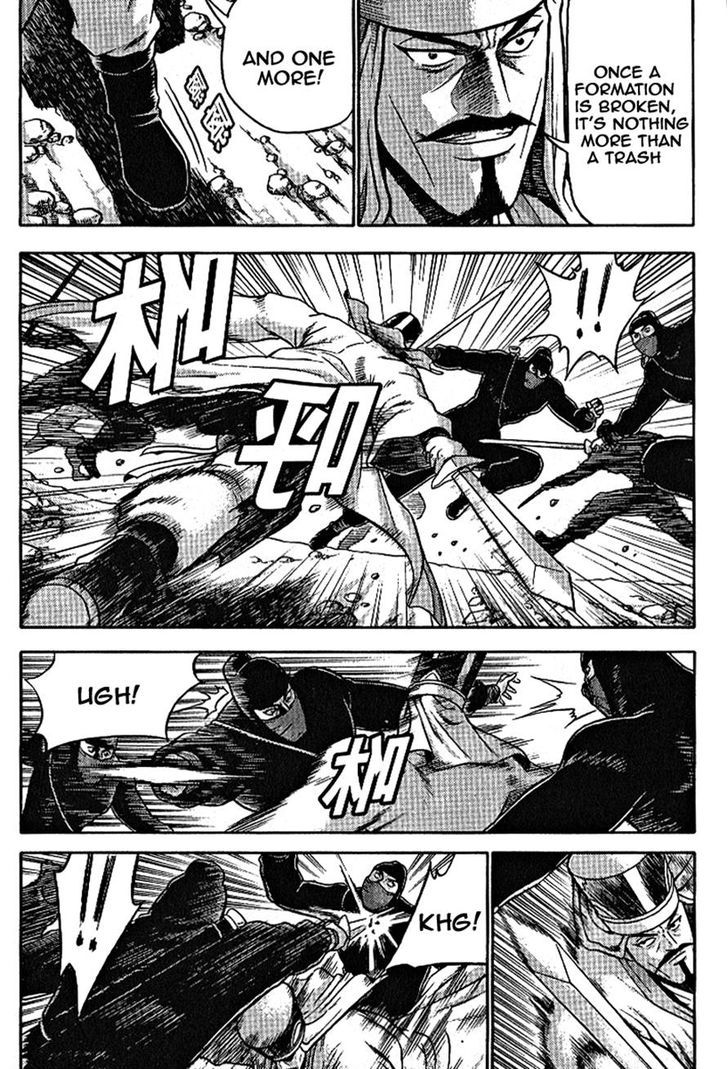 ONCE A
FORMATION
IS BROKEN,
IT'S NOTHING
MORE THAN
A TRASH
AND ONE
MORE!
!!
UGH!
KHG!
!!